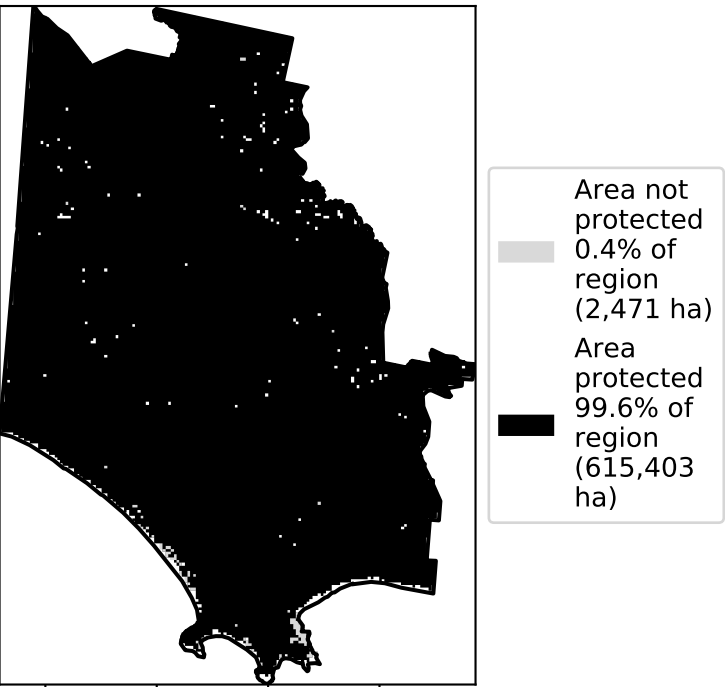 Area not
protected
0.4% of
region
(2,471 ha)
Area
protected
99.6% of
region
(615,403
ha)